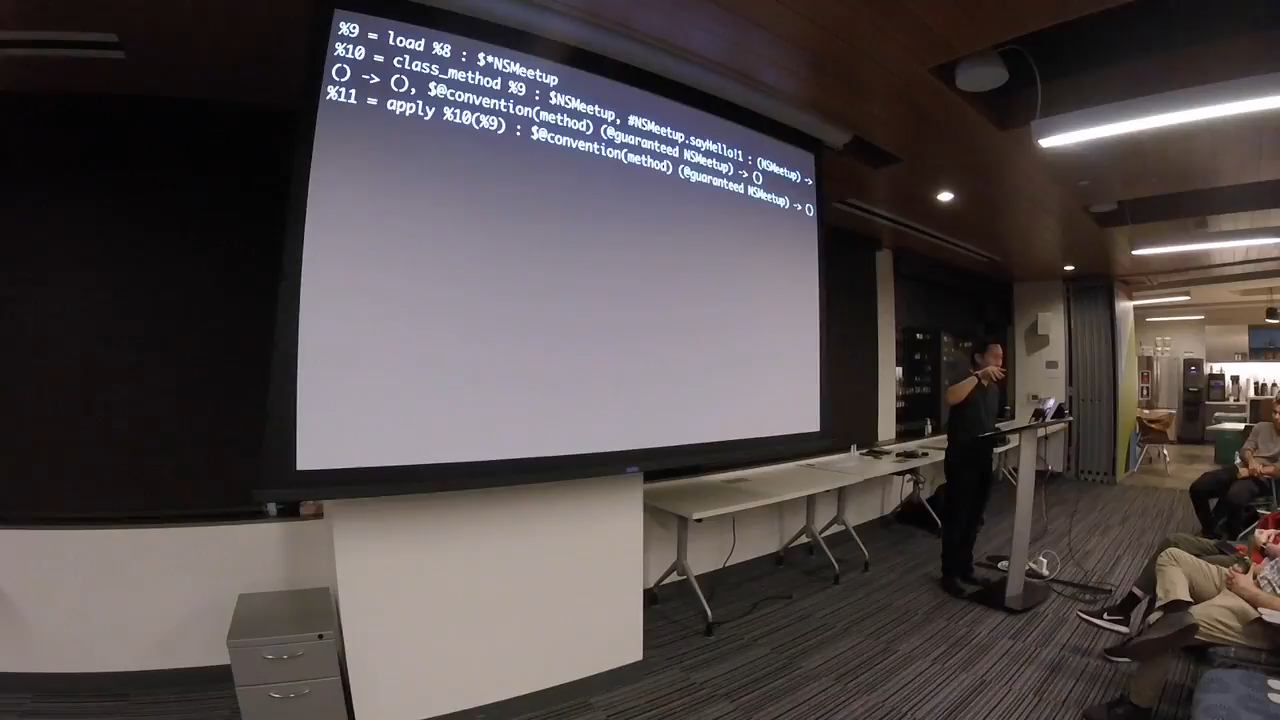 %9 = load %8 : $*NSMeetup
%10 = class_method %9 : $NSMeetup, #NSMeetup.sayHello!1 : (NSMeetup) ->
() -> (), $@convention(method) (@guaranteed NSMeetup) -> ()
%11 = apply %10(%9) : $@convention(method) (@guaranteed NSMeetup) -> ()